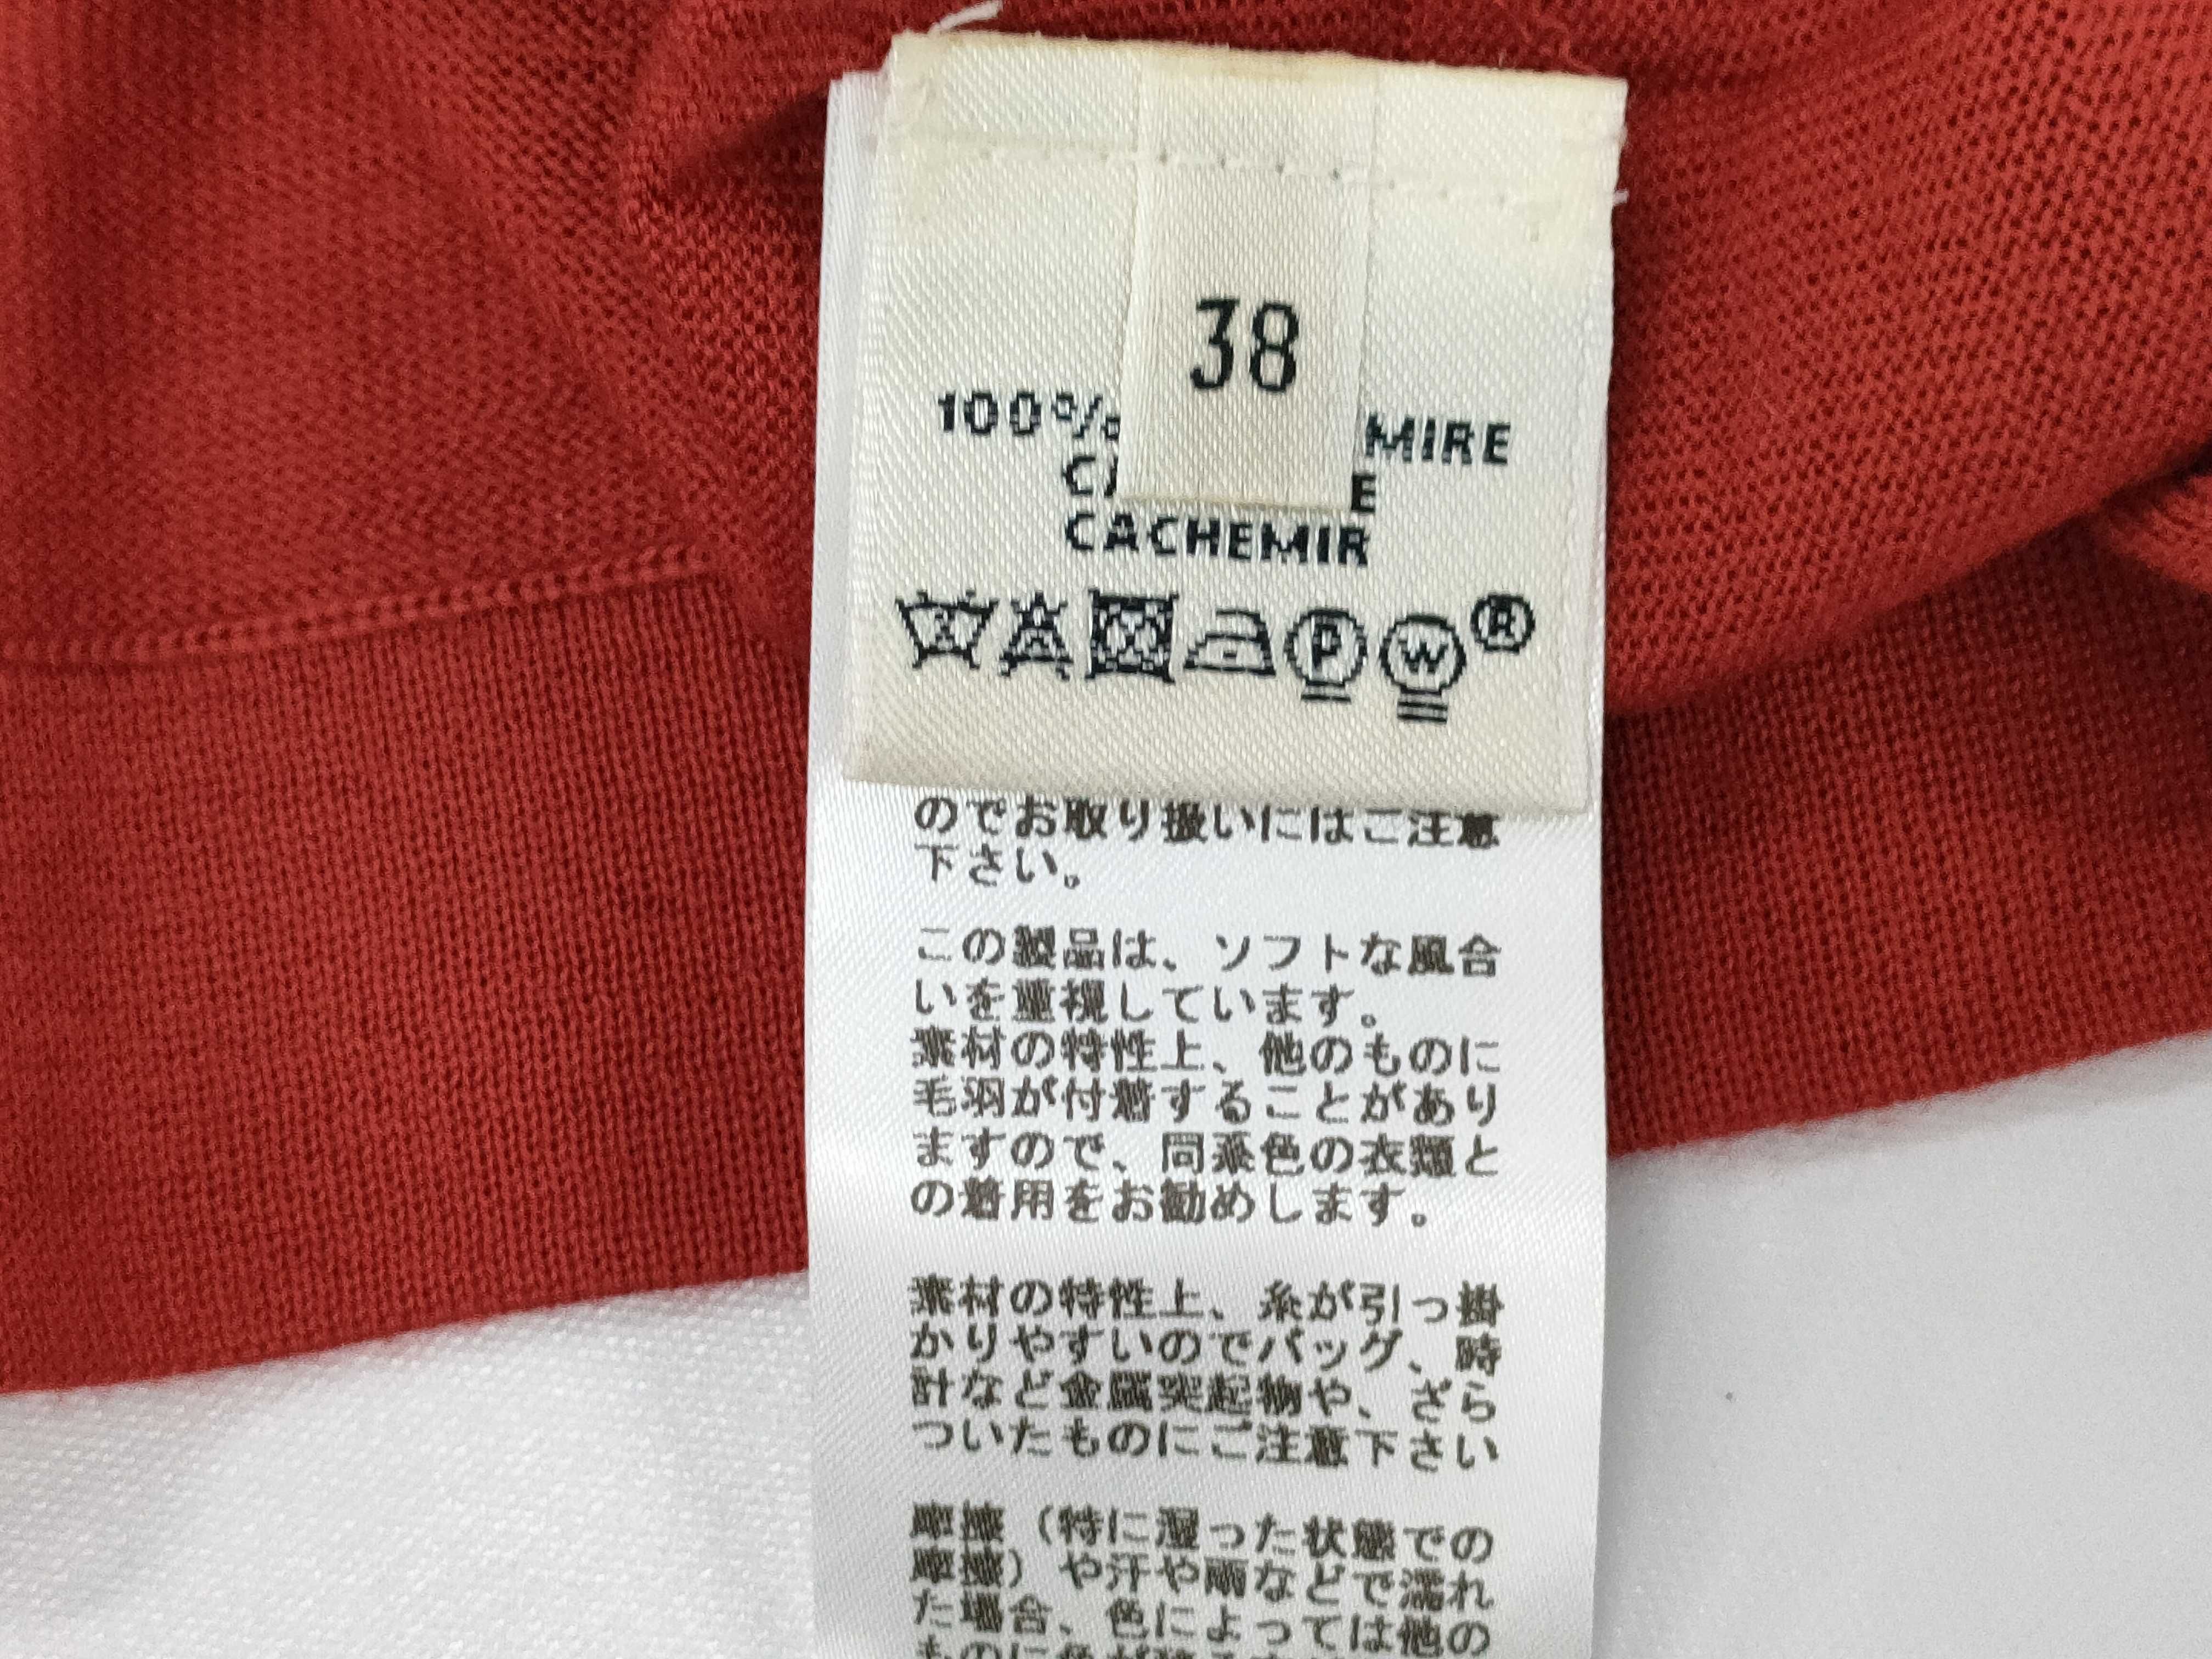 38
100%
MIRE
E
CACHEMIR
P
W
®
のでお取り扱いにはご注意
下さい。
この製品は、ソフトな風合
いを重視しています。
素材の特性上、他のものに
毛羽が付着することがあり
ますので、同系色の衣類と
の着用をお勧めします。
素材の特性上、糸が引っ掛
かりやすいのでバッグ、時
計など金属突起物や、ざら
ついたものにご注意下さい
摩擦（特に湿った状態での
摩擦）や汗や雨などで濡れ
た場合、色によっては他の